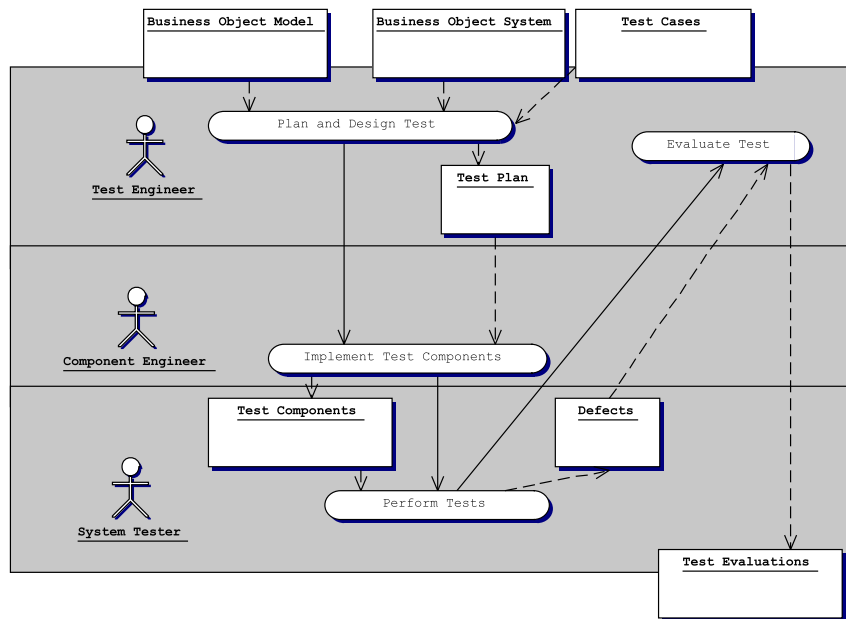 Business Object Model
Business Object System
Test Cases
Plan and Design Test
Evaluate Test
Test Plan
Test Engineer
Component Engineer
Implement Test Components
Test Components
Defects
Perform Tests
System Tester
Test Evaluations